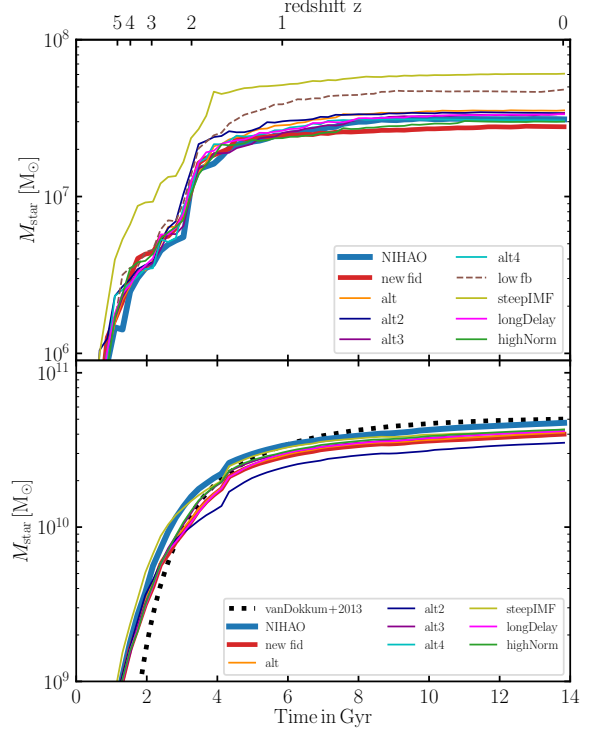 redshift z
5 4 3 2 1 0
10^8
10^7
10^6
M_star [M_⊙]
NIHAO
new fid
alt
alt2
alt3
alt4
low fb
steepIMF
longDelay
highNorm
10^11
10^10
10^9
M_star [M_⊙]
vanDokkum+2013
NIHAO
new fid
alt
alt2
alt3
alt4
steepIMF
longDelay
highNorm
0 2 4 6 8 10 12 14
Time in Gyr